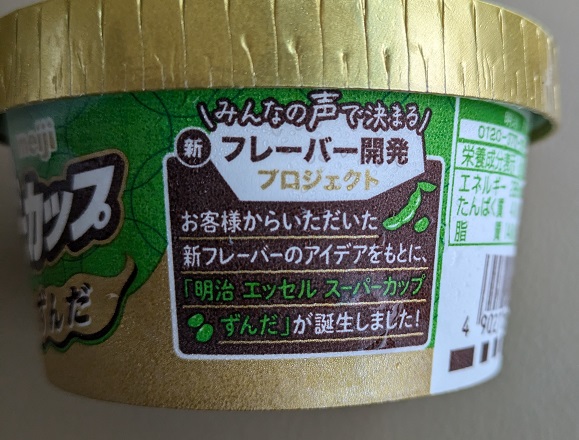 みんなの声で決まる
新 フレーバー開発
プロジェクト
お客様からいただいた
新フレーバーのアイデアをもとに、
「明治 エッセル スーパーカップ
ずんだ」が誕生しました!
meiji
カップ
ずんだ
0120-
栄養成分表示
エネルギー
たんぱく質
脂 質
4 902